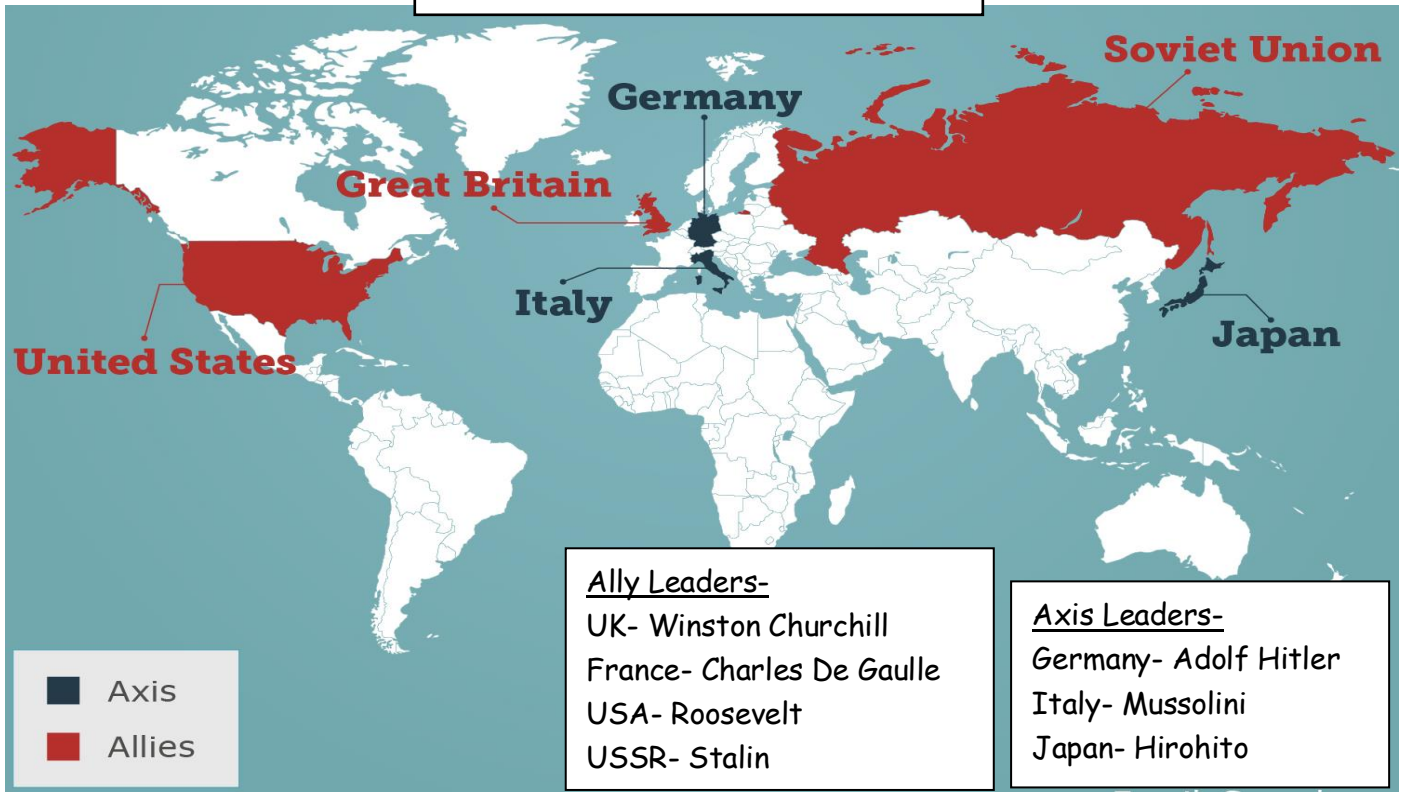 Soviet Union
Germany
Great Britain
Italy
Japan
United States
Ally Leaders-
UK- Winston Churchill
France- Charles De Gaulle
USA- Roosevelt
USSR- Stalin
Axis Leaders-
Germany- Adolf Hitler
Italy- Mussolini
Japan- Hirohito
Axis
Allies